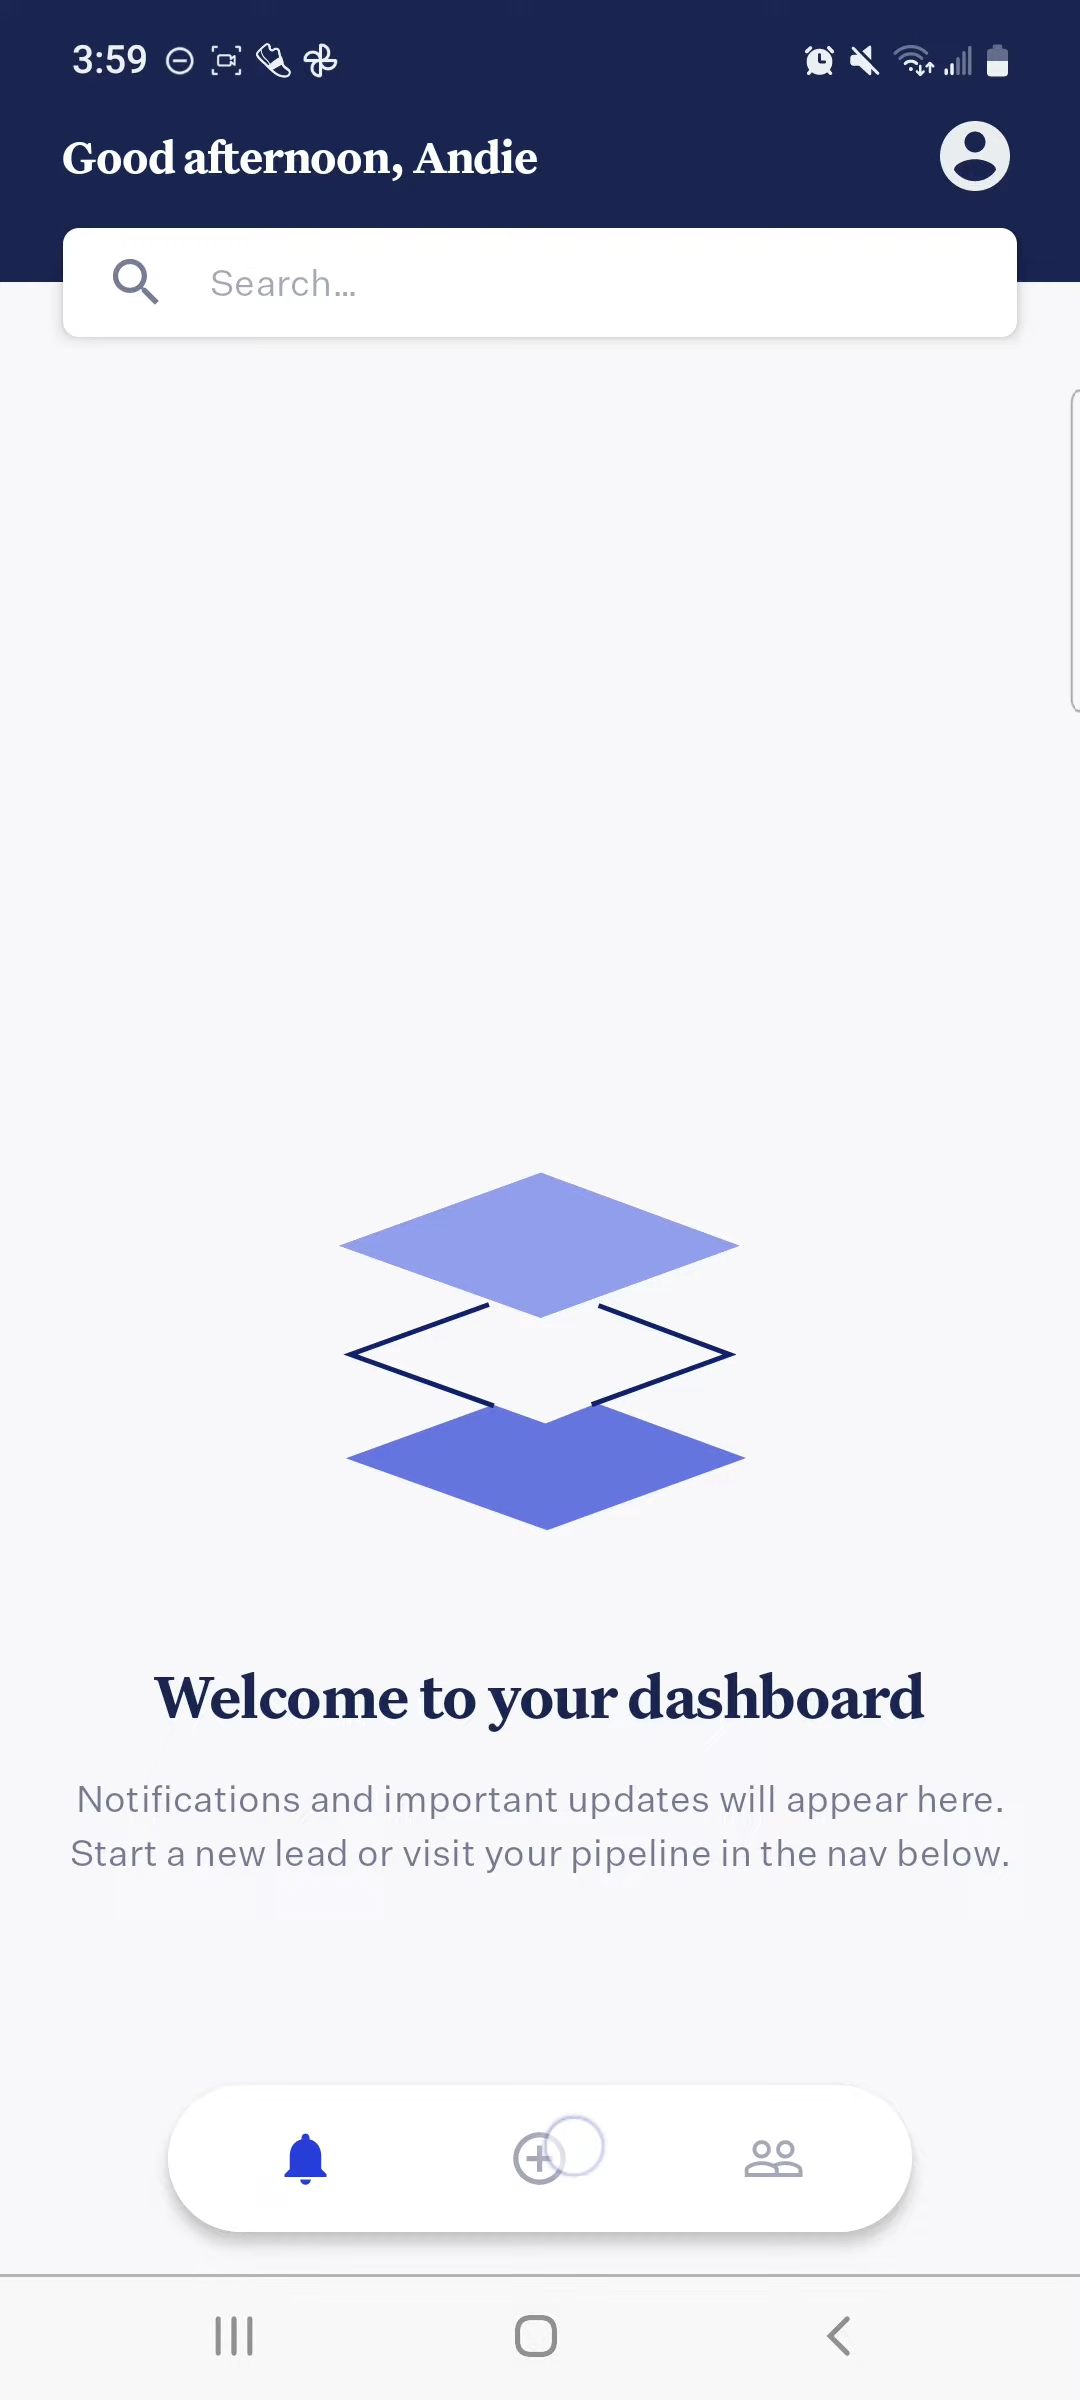 3:59
Good afternoon, Andie
Search...
Welcome to your dashboard
Notifications and important updates will appear here.
Start a new lead or visit your pipeline in the nav below.